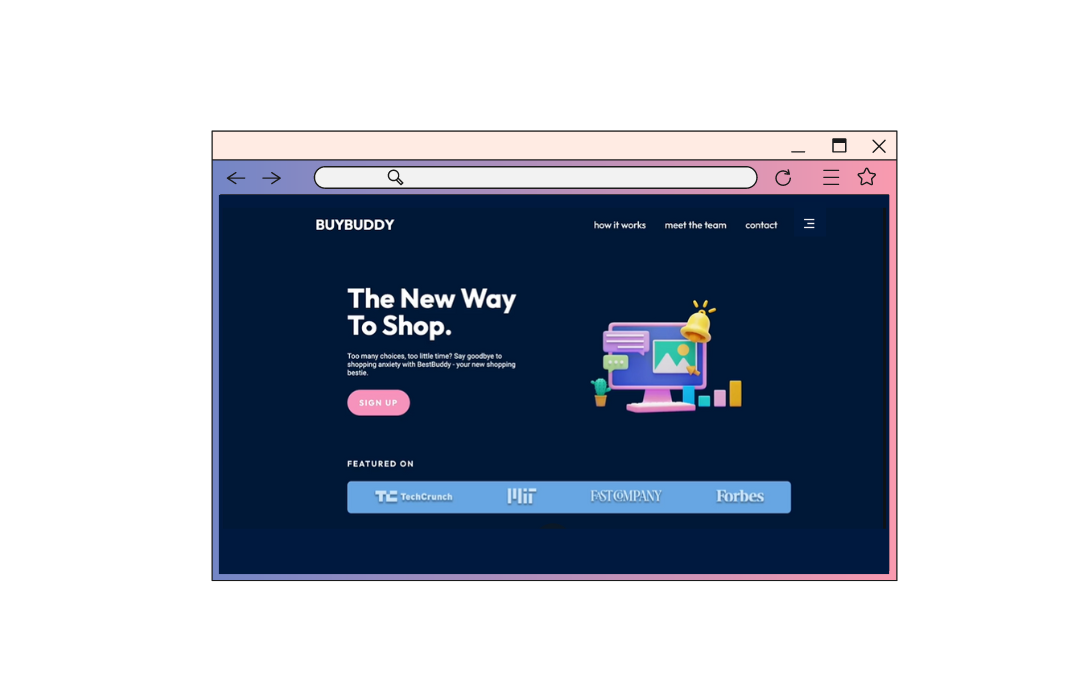 BUYBUDDY
how it works meet the team contact
The New Way
To Shop.
Too many choices, too little time? Say goodbye to
shopping anxiety with BestBuddy - your new shopping
bestie.
SIGN UP
FEATURED ON
TC TechCrunch MIT FAST COMPANY Forbes